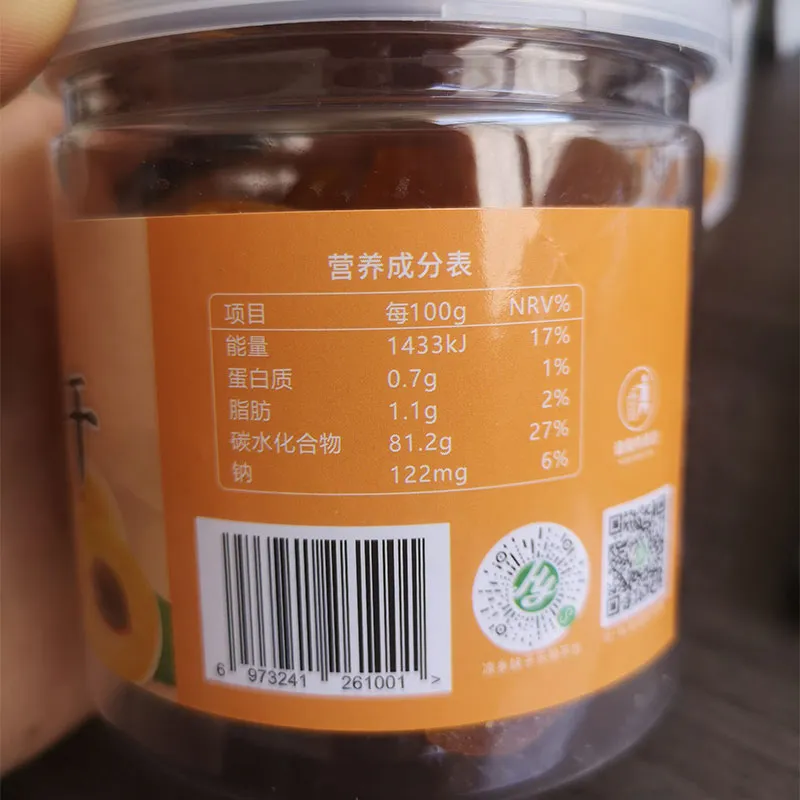 营养成分表
项目 每100g NRV%
能量 1433kJ 17%
蛋白质 0.7g 1%
脂肪 1.1g 2%
碳水化合物 81.2g 27%
钠 122mg 6%
干
6 973241 261001 >